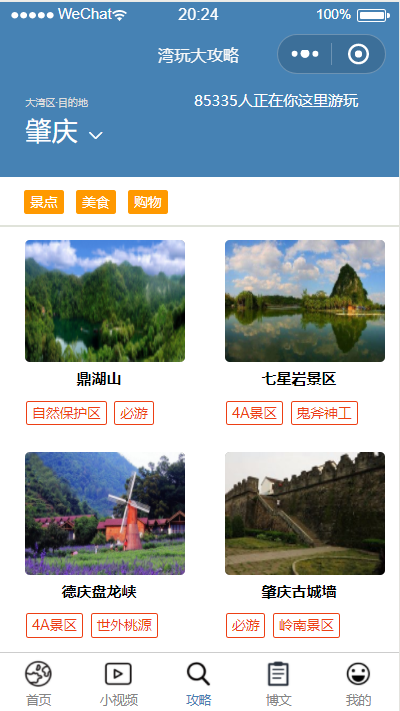 WeChat 20:24 100%
湾玩大攻略
大湾区·目的地
85335人正在你这里游玩
肇庆
景点 美食 购物
鼎湖山 七星岩景区
自然保护区 必游 4A景区 鬼斧神工
德庆盘龙峡 肇庆古城墙
4A景区 世外桃源 必游 岭南景区
首页 小视频 攻略 博文 我的